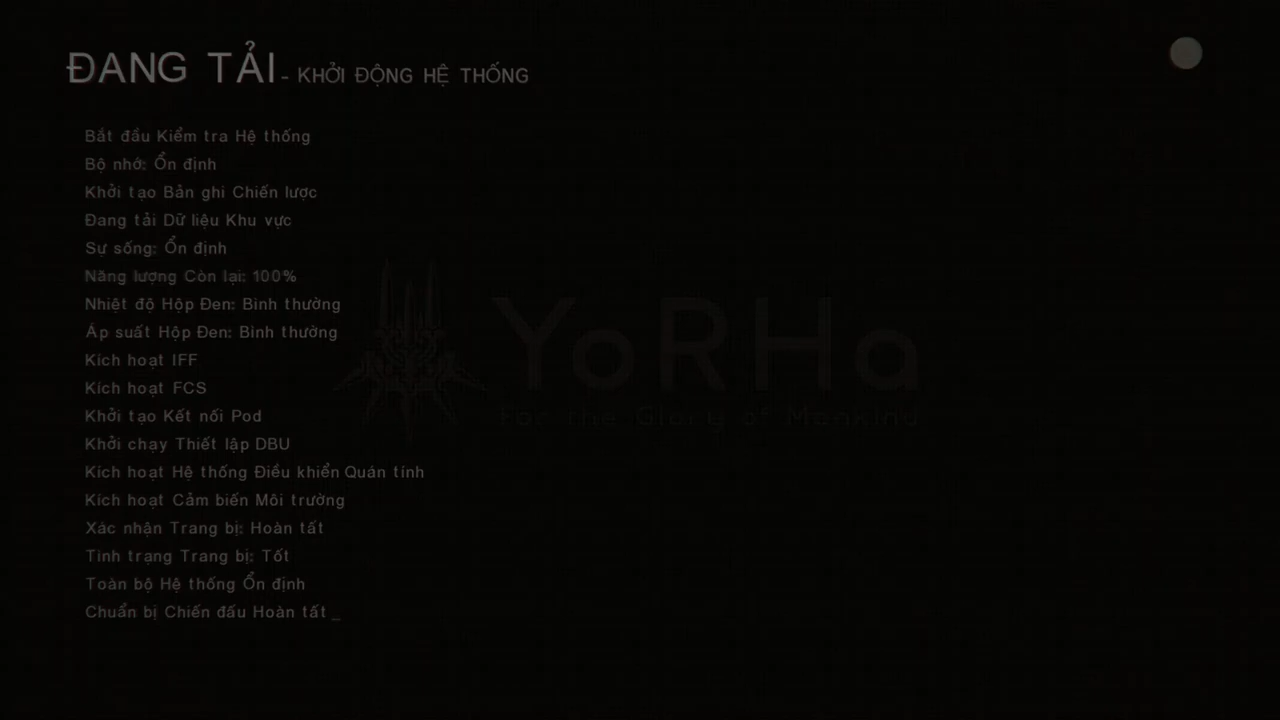 ĐANG TẢI - KHỞI ĐỘNG HỆ THỐNG
Bắt đầu Kiểm tra Hệ thống
Bộ nhớ: Ổn định
Khởi tạo Bản ghi Chiến lược
Đang tải Dữ liệu Khu vực
Sự sống: Ổn định
Năng lượng Còn lại: 100%
Nhiệt độ Hộp Đen: Bình thường
Áp suất Hộp Đen: Bình thường
Kích hoạt IFF
Kích hoạt FCS
Khởi tạo Kết nối Pod
Khởi chạy Thiết lập DBU
Kích hoạt Hệ thống Điều khiển Quán tính
Kích hoạt Cảm biến Môi trường
Xác nhận Trang bị: Hoàn tất
Tình trạng Trang bị: Tốt
Toàn bộ Hệ thống Ổn định
Chuẩn bị Chiến đấu Hoàn tất _
YoRHa
For the Glory of Mankind